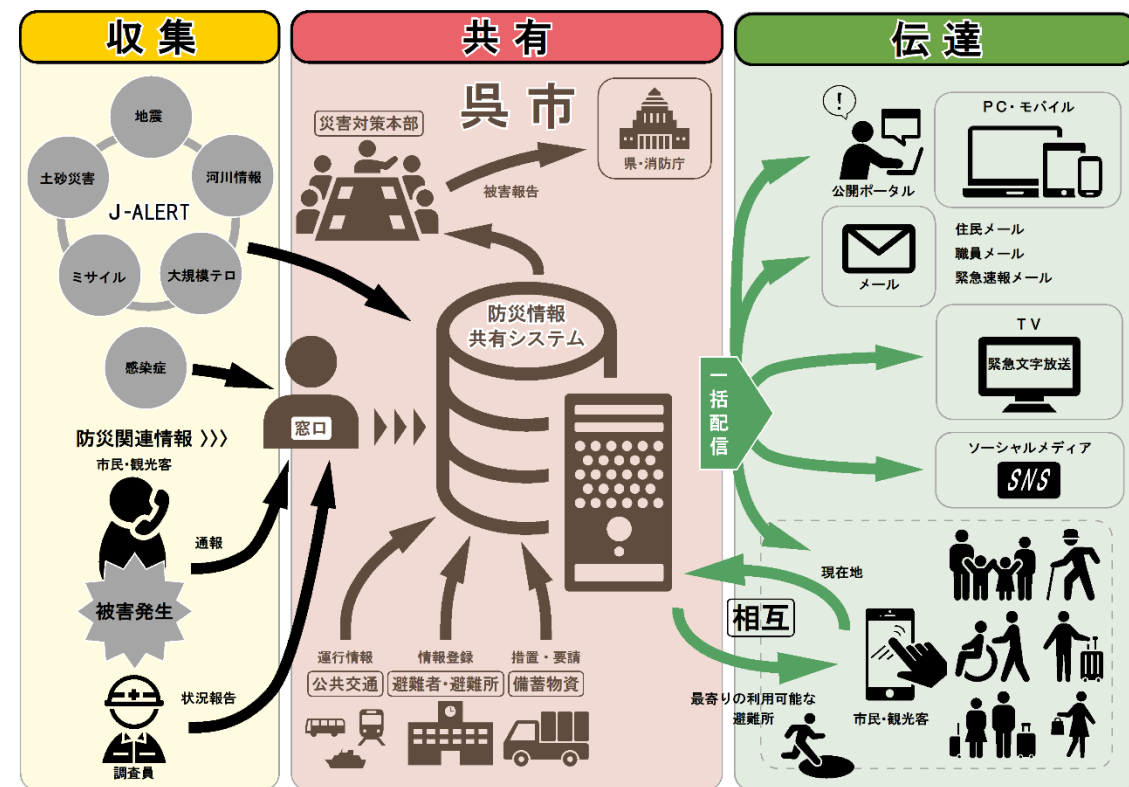 収集
地震
土砂災害
河川情報
J-ALERT
ミサイル
大規模テロ
感染症
防災関連情報 〉〉〉
市民・観光客
通報
被害発生
状況報告
調査員
共有
呉市
災害対策本部
被害報告
県・消防庁
防災情報
共有システム
窓口
運行情報
公共交通
情報登録
避難者・避難所
措置・要請
備蓄物資
伝達
一括配信
!
公開ポータル
PC・モバイル
メール
住民メール
職員メール
緊急速報メール
TV
緊急文字放送
ソーシャルメディア
SNS
現在地
相互
最寄りの利用可能な
避難所
市民・観光客